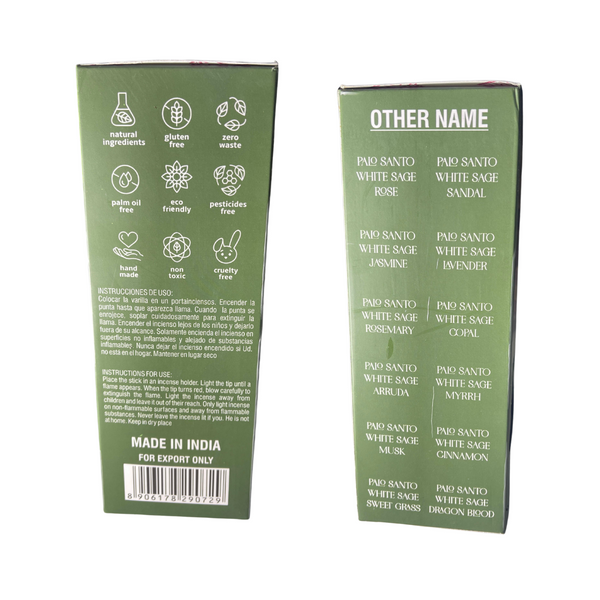 natural
ingredients
gluten
free
zero
waste
palm oil
free
eco
friendly
pesticides
free
hand
made
non
toxic
cruelty
free
INSTRUCCIONES DE USO:
Colocar la varilla en un portaincienso. Encender la
punta hasta que aparezca llama. Cuando la punta se
enrojece, soplar cuidadosamente para extinguir la
llama. Encender el incienso lejos de los niños y dejarlo
fuera de su alcance. Solamente encienda el incienso en
superficies no inflamables y alejado de substancias
inflamables. Nunca dejar el incienso encendido si Ud.
no está en el hogar. Mantener en lugar seco
INSTRUCTIONS FOR USE:
Place the stick in an incense holder. Light the tip until a
flame appears. When the tip turns red, blow carefully to
extinguish the flame. Light the incense away from
children and leave it out of their reach. Only light incense
on non-flammable surfaces and away from flammable
substances. Never leave the incense lit if you. He is not
at home. Keep in dry place
MADE IN INDIA
FOR EXPORT ONLY
8 906178 290729
OTHER NAME
PALO SANTO
WHITE SAGE
ROSE
PALO SANTO
WHITE SAGE
SANDAL
PALO SANTO
WHITE SAGE
JASMINE
PALO SANTO
WHITE SAGE
LAVENDER
PALO SANTO
WHITE SAGE
ROSEMARY
PALO SANTO
WHITE SAGE
COPAL
PALO SANTO
WHITE SAGE
ARRUDA
PALO SANTO
WHITE SAGE
MYRRH
PALO SANTO
WHITE SAGE
MUSK
PALO SANTO
WHITE SAGE
CINNAMON
PALO SANTO
WHITE SAGE
SWEET GRASS
PALO SANTO
WHITE SAGE
DRAGON BLOOD